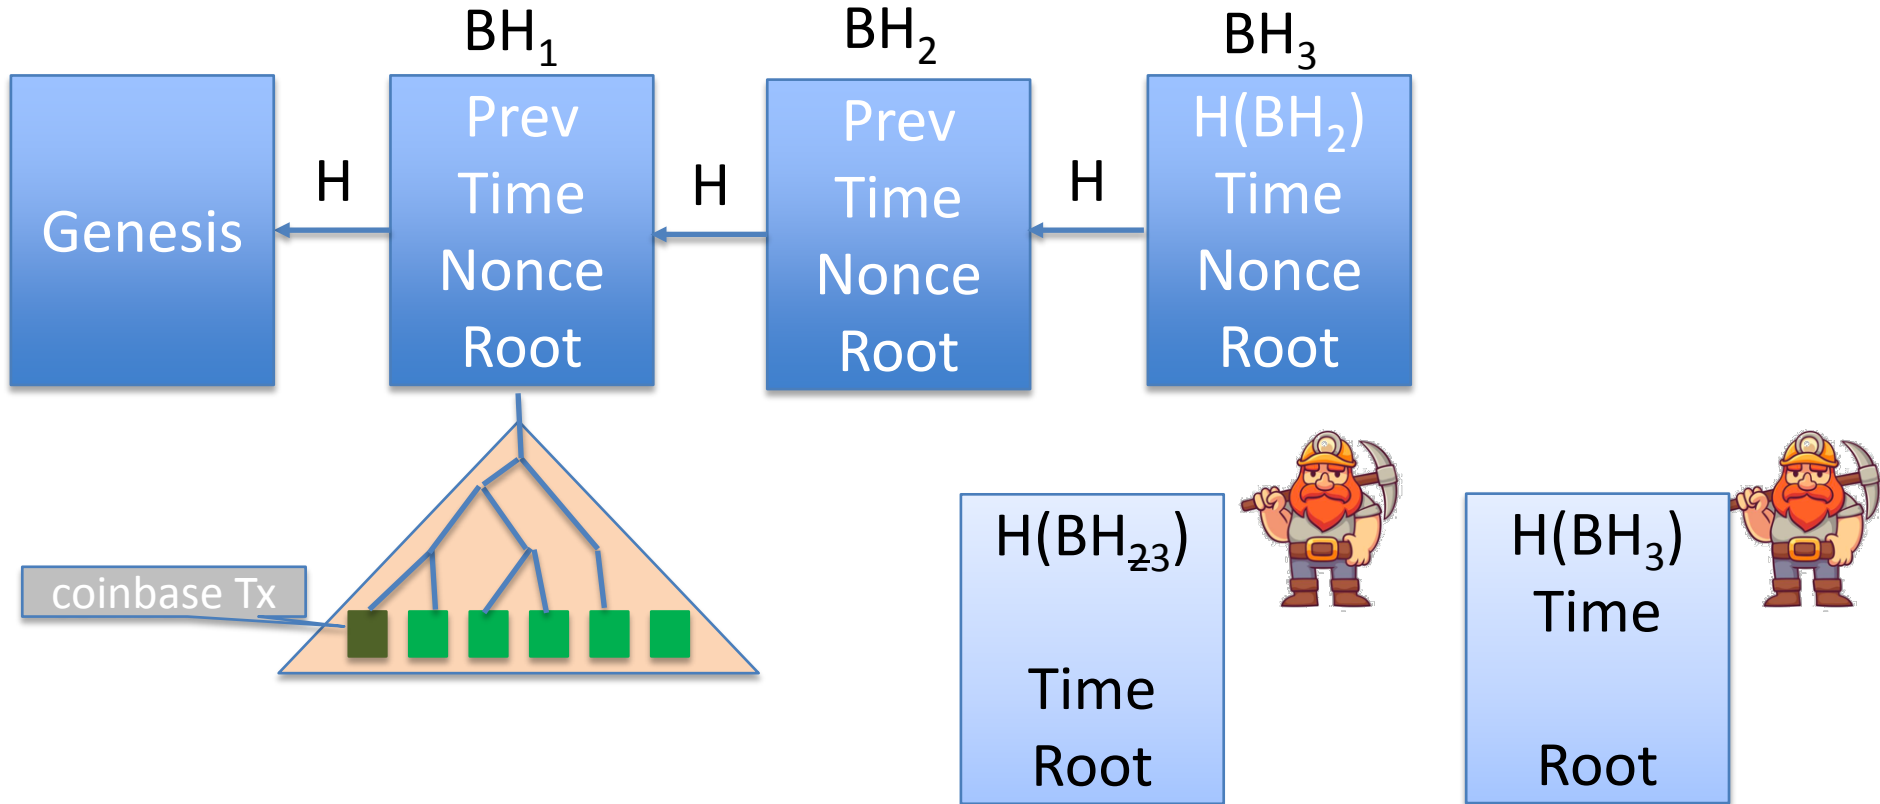 BH₁
BH₂
BH₃
Genesis
H
Prev
Time
Nonce
Root
H
Prev
Time
Nonce
Root
H
H(BH₂)
Time
Nonce
Root
coinbase Tx
H(BH₂₃)
Time
Root
H(BH₃)
Time
Root